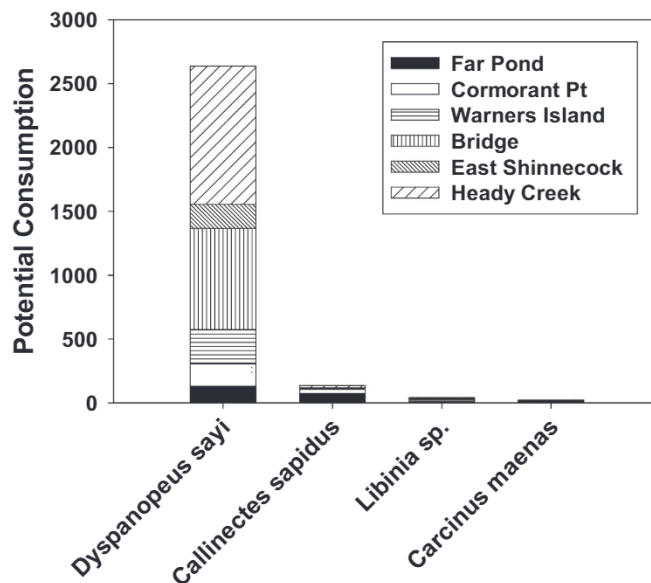 Potential Consumption
3000
2500
2000
1500
1000
500
0
Far Pond
Cormorant Pt
Warners Island
Bridge
East Shinnecock
Heady Creek
Dyspanopeus sayi
Callinectes sapidus
Libinia sp.
Carcinus maenas